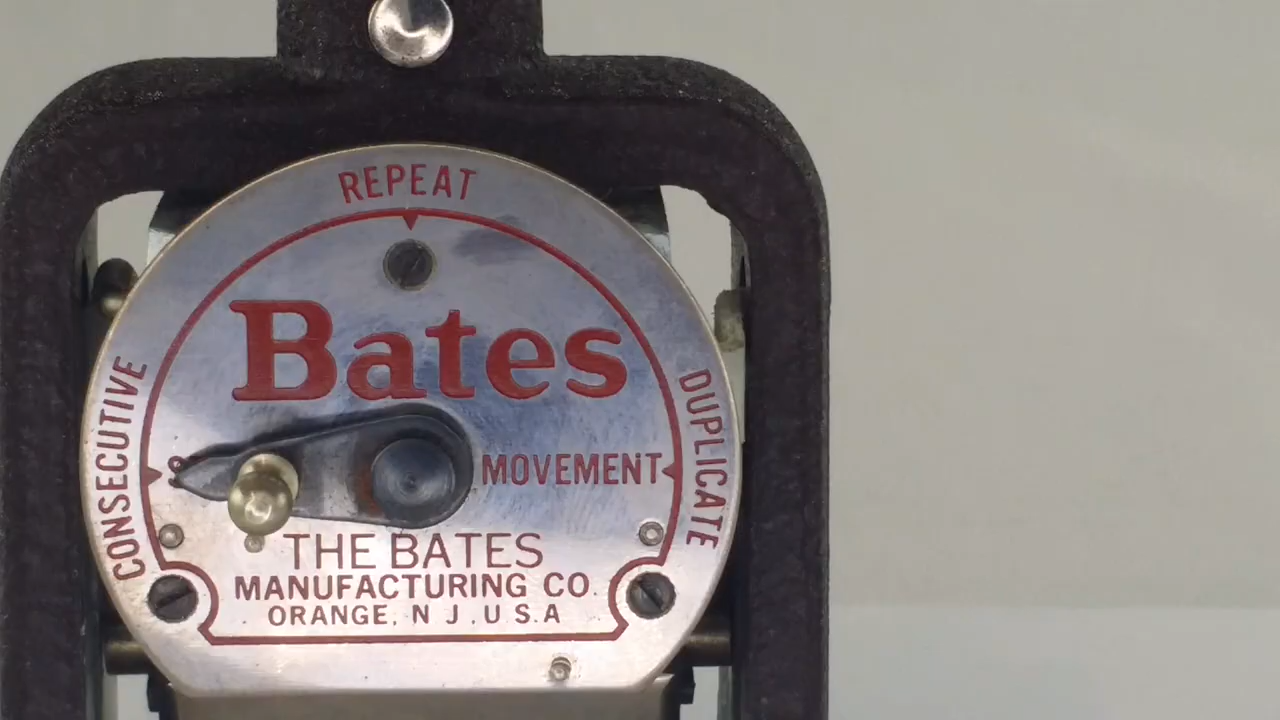 REPEAT
Bates
CONSECUTIVE
MOVEMENT
DUPLICATE
THE BATES
MANUFACTURING CO.
ORANGE, N.J., U.S.A